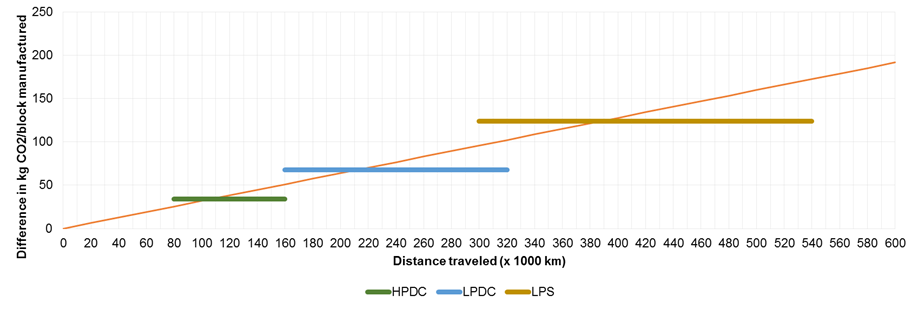 Difference in kg CO2/block manufactured
250
200
150
100
50
0
0 20 40 60 80 100 120 140 160 180 200 220 240 260 280 300 320 340 360 380 400 420 440 460 480 500 520 540 560 580 600
Distance traveled (x 1000 km)
HPDC LPDC LPS